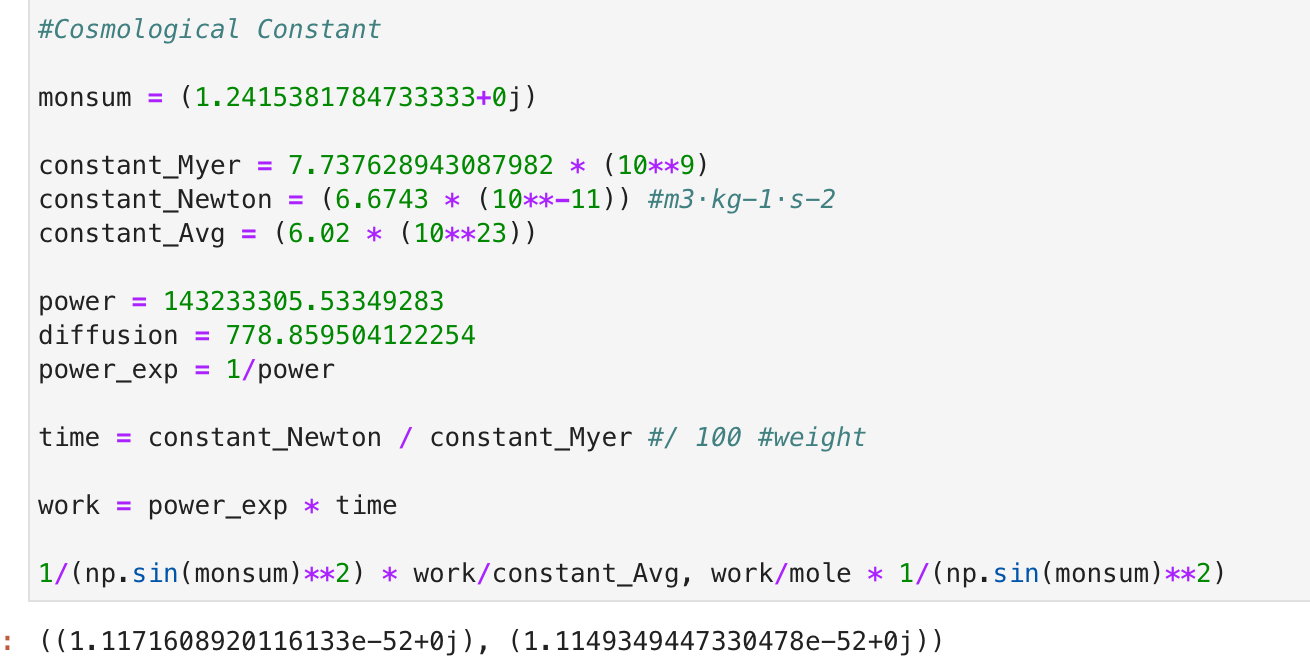 #Cosmological Constant
monsum = (1.2415381784733333+0j)
constant_Myer = 7.737628943087982 * (10**9)
constant_Newton = (6.6743 * (10**-11)) #m3⋅kg-1⋅s-2
constant_Avg = (6.02 * (10**23))
power = 143233305.53349283
diffusion = 778.859504122254
power_exp = 1/power
time = constant_Newton / constant_Myer #/ 100 #weight
work = power_exp * time
1/(np.sin(monsum)**2) * work/constant_Avg, work/mole * 1/(np.sin(monsum)**2)
: ((1.1171608920116133e-52+0j), (1.1149349447330478e-52+0j))